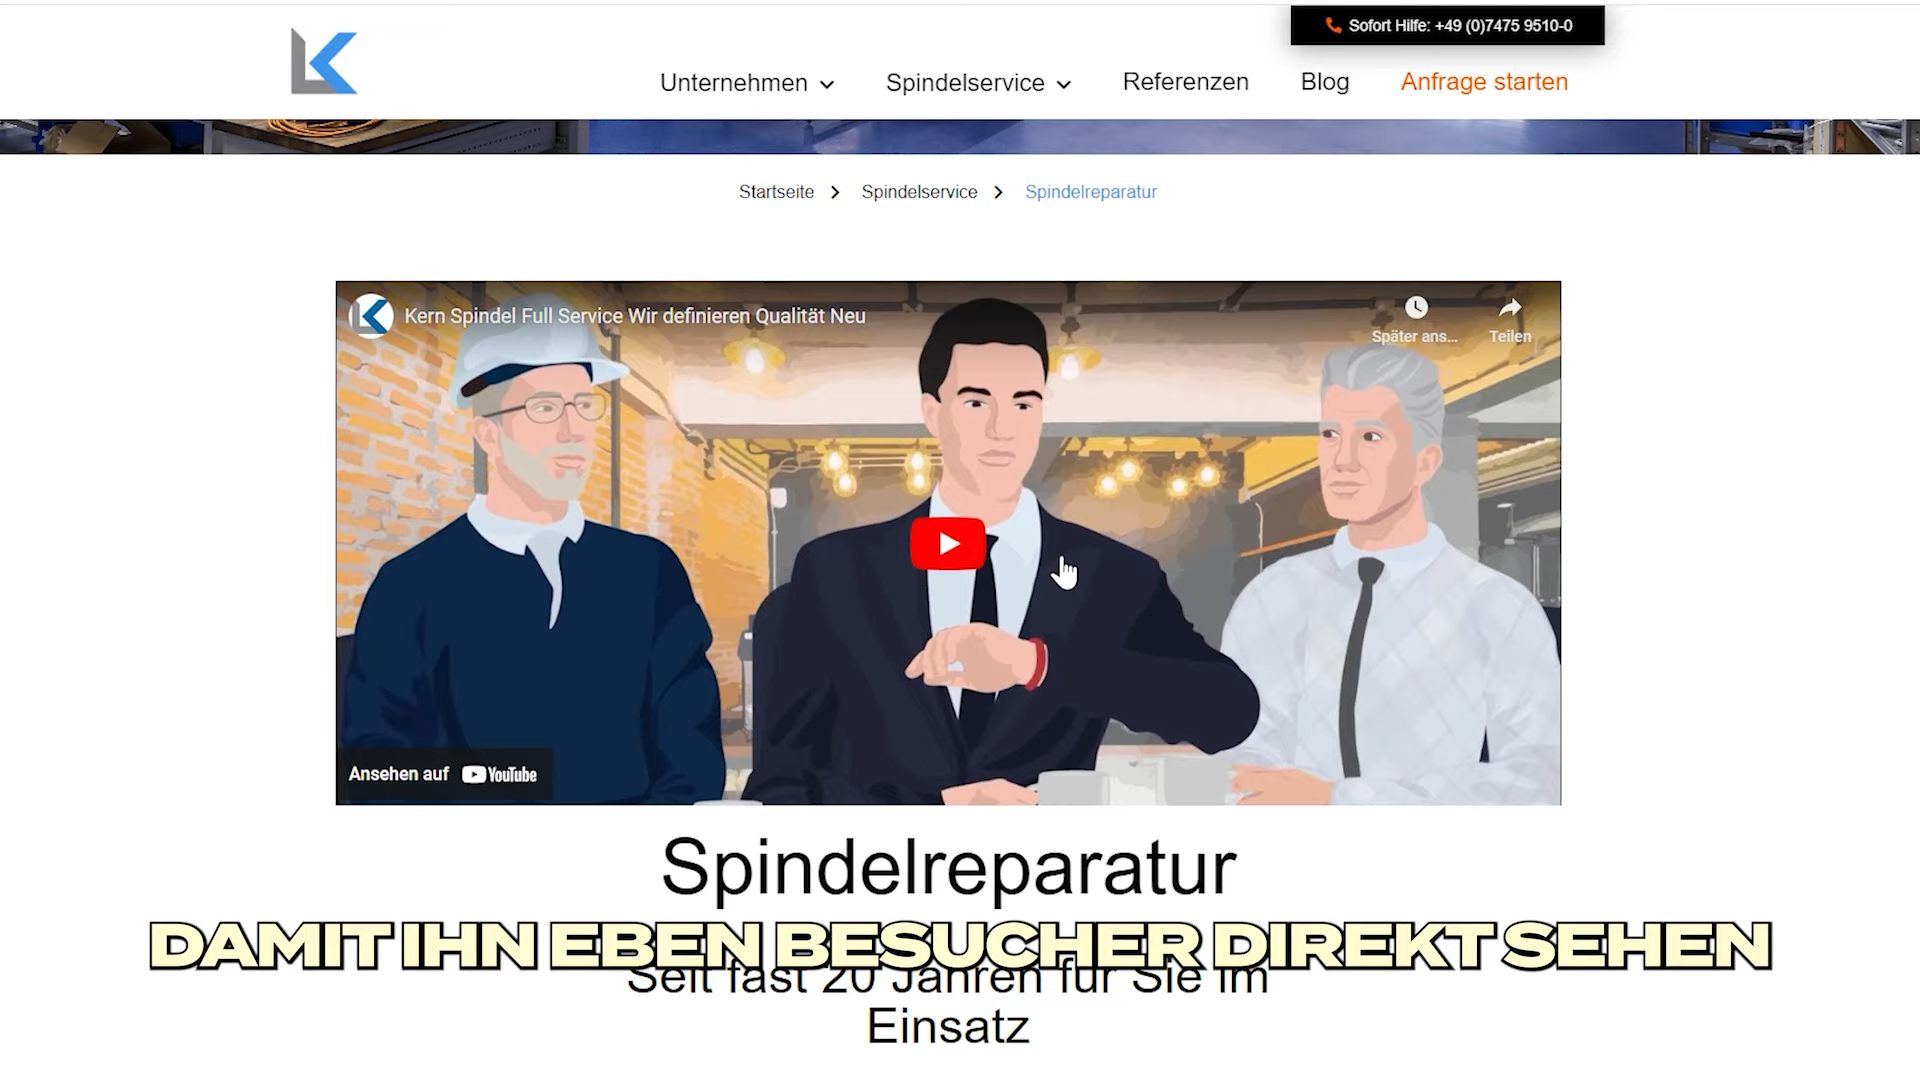 Sofort Hilfe: +49 (0)7475 9510-0
Unternehmen Spindelservice Referenzen Blog Anfrage starten
Startseite Spindelservice Spindelreparatur
Kern Spindel Full Service Wir definieren Qualität Neu
Später ans... Teilen
Ansehen auf YouTube
Spindelreparatur
DAMIT IHN EBEN BESUCHER DIREKT SEHEN
Seit fast 20 Jahren für Sie im
Einsatz